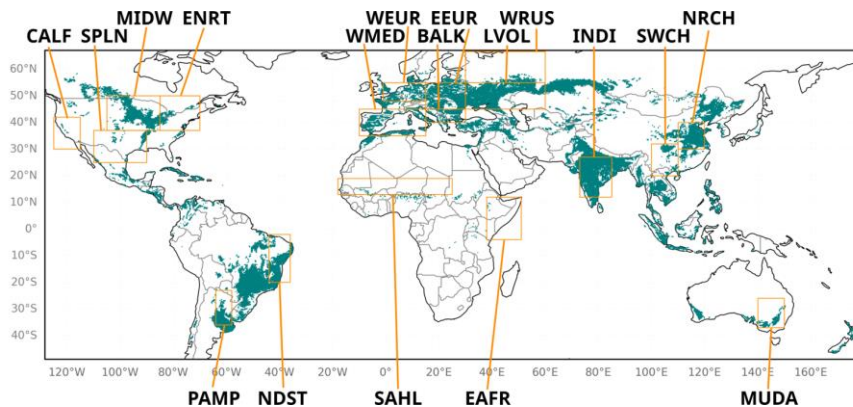 MIDW WEUR EEUR WRUS NRCH
CALF SPLN ENRT WMED BALK LVOL INDI SWCH
60°N
50°N
40°N
30°N
20°N
10°N
0°
10°S
20°S
30°S
40°S
120°W 100°W 80°W 60°W 40°W 20°W 0° 20°E 40°E 60°E 80°E 100°E 120°E 140°E 160°E
PAMP NDST SAHL EAFR MUDA